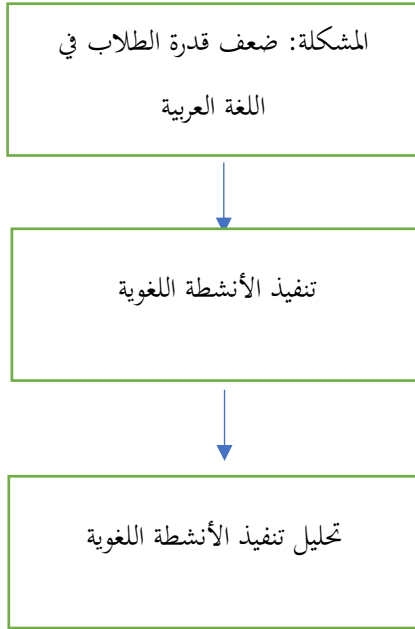 المشكلة: ضعف قدرة الطلاب في
اللغة العربية
تنفيذ الأنشطة اللغوية
تحليل تنفيذ الأنشطة اللغوية